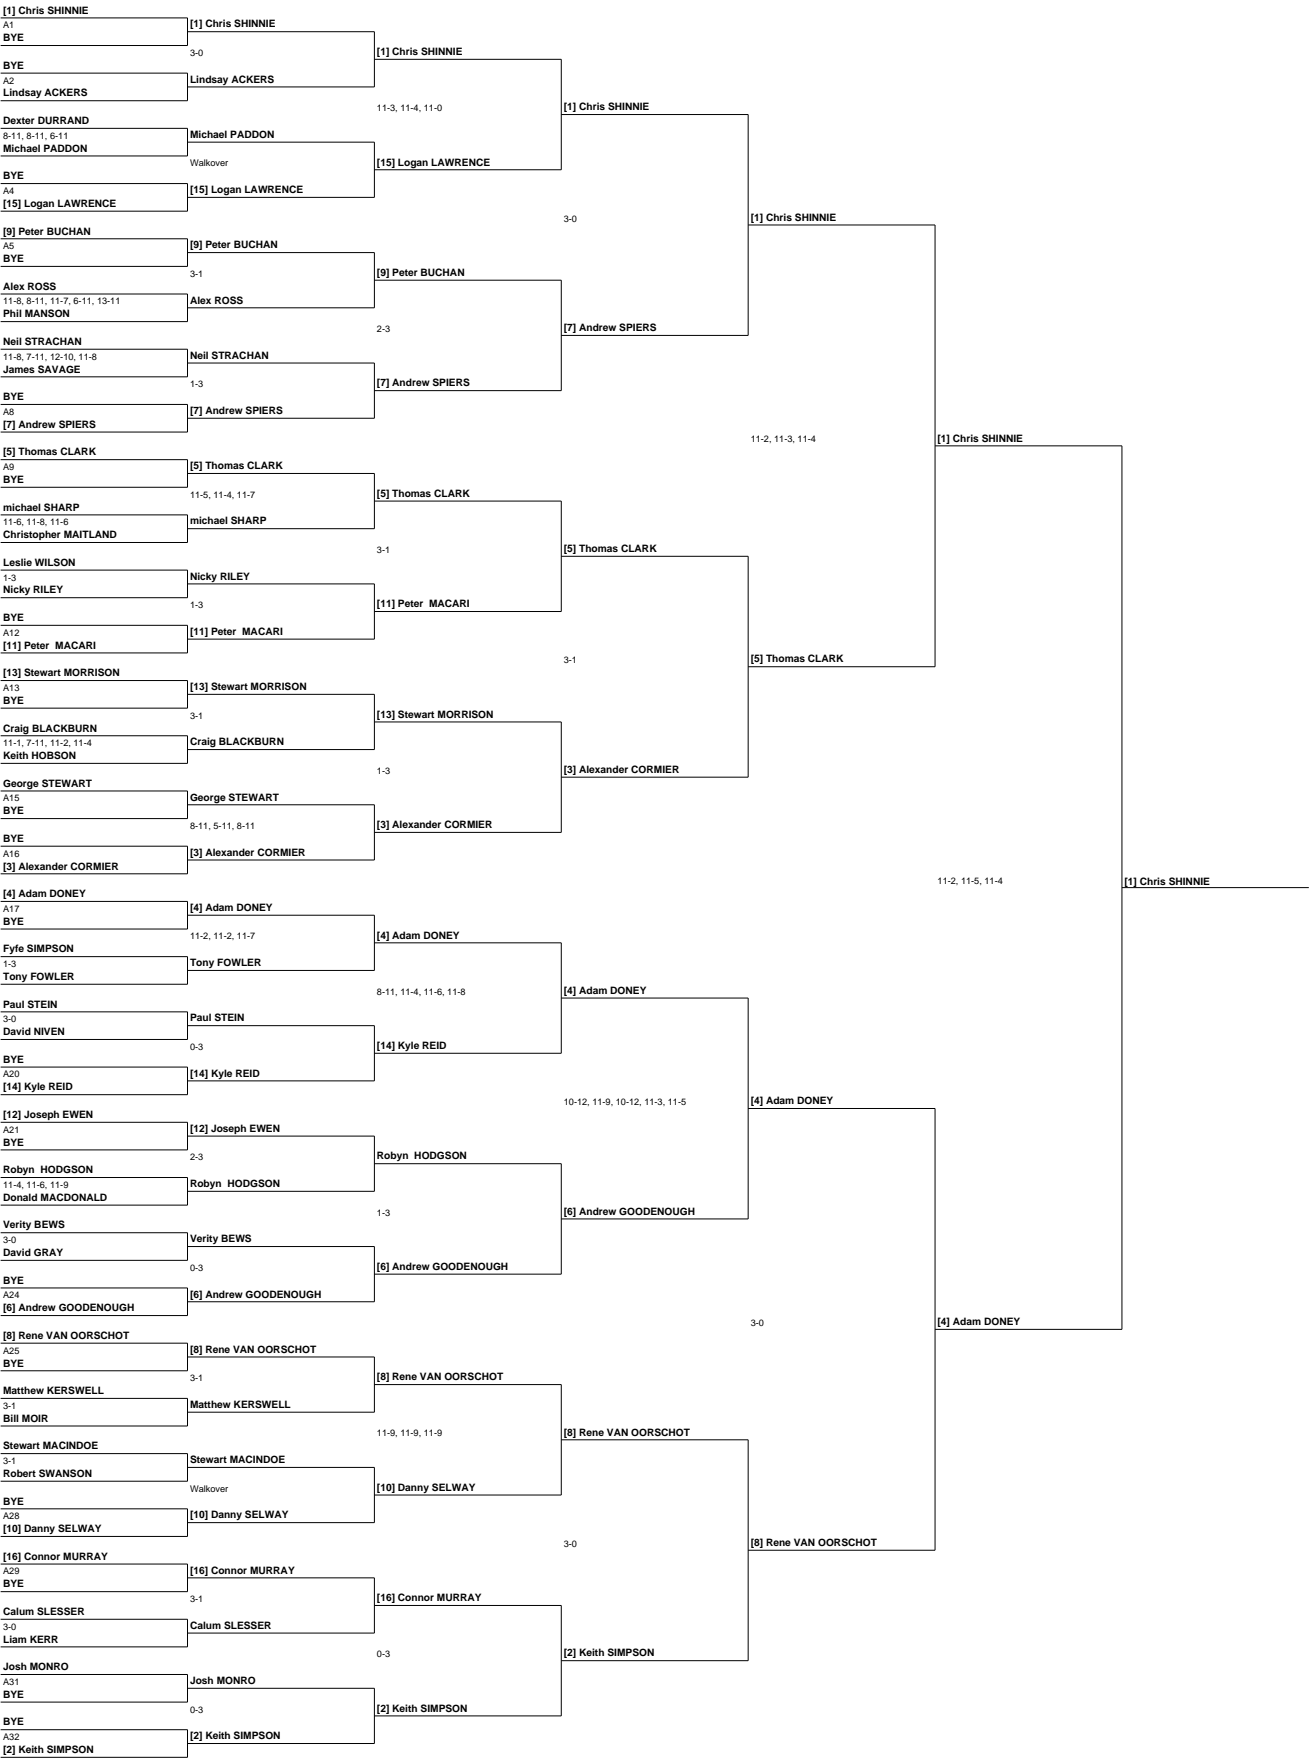 [1] Chris SHINNIE
A1
[1] Chris SHINNIE
BYE
3-0
[1] Chris SHINNIE
BYE
A2
Lindsay ACKERS
Lindsay ACKERS
11-3, 11-4, 11-0
[1] Chris SHINNIE
Dexter DURRAND
8-11, 8-11, 6-11
Michael PADDON
Michael PADDON
Walkover
[15] Logan LAWRENCE
BYE
A4
[15] Logan LAWRENCE
[15] Logan LAWRENCE
3-0
[1] Chris SHINNIE
[9] Peter BUCHAN
A5
[9] Peter BUCHAN
BYE
3-1
[9] Peter BUCHAN
Alex ROSS
11-8, 8-11, 11-7, 6-11, 13-11
Alex ROSS
Phil MANSON
2-3
[7] Andrew SPIERS
Neil STRACHAN
11-8, 7-11, 12-10, 11-8
Neil STRACHAN
James SAVAGE
1-3
[7] Andrew SPIERS
BYE
A8
[7] Andrew SPIERS
[7] Andrew SPIERS
11-2, 11-3, 11-4
[1] Chris SHINNIE
[5] Thomas CLARK
A9
[5] Thomas CLARK
BYE
11-5, 11-4, 11-7
[5] Thomas CLARK
michael SHARP
11-6, 11-8, 11-6
michael SHARP
Christopher MAITLAND
3-1
[5] Thomas CLARK
Leslie WILSON
1-3
Nicky RILEY
Nicky RILEY
1-3
[11] Peter  MACARI
BYE
A12
[11] Peter  MACARI
[11] Peter  MACARI
3-1
[5] Thomas CLARK
[13] Stewart MORRISON
A13
[13] Stewart MORRISON
BYE
3-1
[13] Stewart MORRISON
Craig BLACKBURN
11-1, 7-11, 11-2, 11-4
Craig BLACKBURN
Keith HOBSON
1-3
[3] Alexander CORMIER
George STEWART
A15
George STEWART
BYE
8-11, 5-11, 8-11
[3] Alexander CORMIER
BYE
A16
[3] Alexander CORMIER
[3] Alexander CORMIER
11-2, 11-5, 11-4
[1] Chris SHINNIE
[4] Adam DONEY
A17
[4] Adam DONEY
BYE
11-2, 11-2, 11-7
[4] Adam DONEY
Fyfe SIMPSON
1-3
Tony FOWLER
Tony FOWLER
8-11, 11-4, 11-6, 11-8
[4] Adam DONEY
Paul STEIN
3-0
Paul STEIN
David NIVEN
0-3
[14] Kyle REID
BYE
A20
[14] Kyle REID
[14] Kyle REID
10-12, 11-9, 10-12, 11-3, 11-5
[4] Adam DONEY
[12] Joseph EWEN
A21
[12] Joseph EWEN
BYE
2-3
Robyn  HODGSON
Robyn  HODGSON
11-4, 11-6, 11-9
Robyn  HODGSON
Donald MACDONALD
1-3
[6] Andrew GOODENOUGH
Verity BEWS
3-0
Verity BEWS
David GRAY
0-3
[6] Andrew GOODENOUGH
BYE
A24
[6] Andrew GOODENOUGH
[6] Andrew GOODENOUGH
3-0
[4] Adam DONEY
[8] Rene VAN OORSCHOT
A25
[8] Rene VAN OORSCHOT
BYE
3-1
[8] Rene VAN OORSCHOT
Matthew KERSWELL
3-1
Matthew KERSWELL
Bill MOIR
11-9, 11-9, 11-9
[8] Rene VAN OORSCHOT
Stewart MACINDOE
3-1
Stewart MACINDOE
Robert SWANSON
Walkover
[10] Danny SELWAY
BYE
A28
[10] Danny SELWAY
[10] Danny SELWAY
3-0
[8] Rene VAN OORSCHOT
[16] Connor MURRAY
A29
[16] Connor MURRAY
BYE
3-1
[16] Connor MURRAY
Calum SLESSER
3-0
Calum SLESSER
Liam KERR
0-3
[2] Keith SIMPSON
Josh MONRO
A31
Josh MONRO
BYE
0-3
[2] Keith SIMPSON
BYE
A32
[2] Keith SIMPSON
[2] Keith SIMPSON